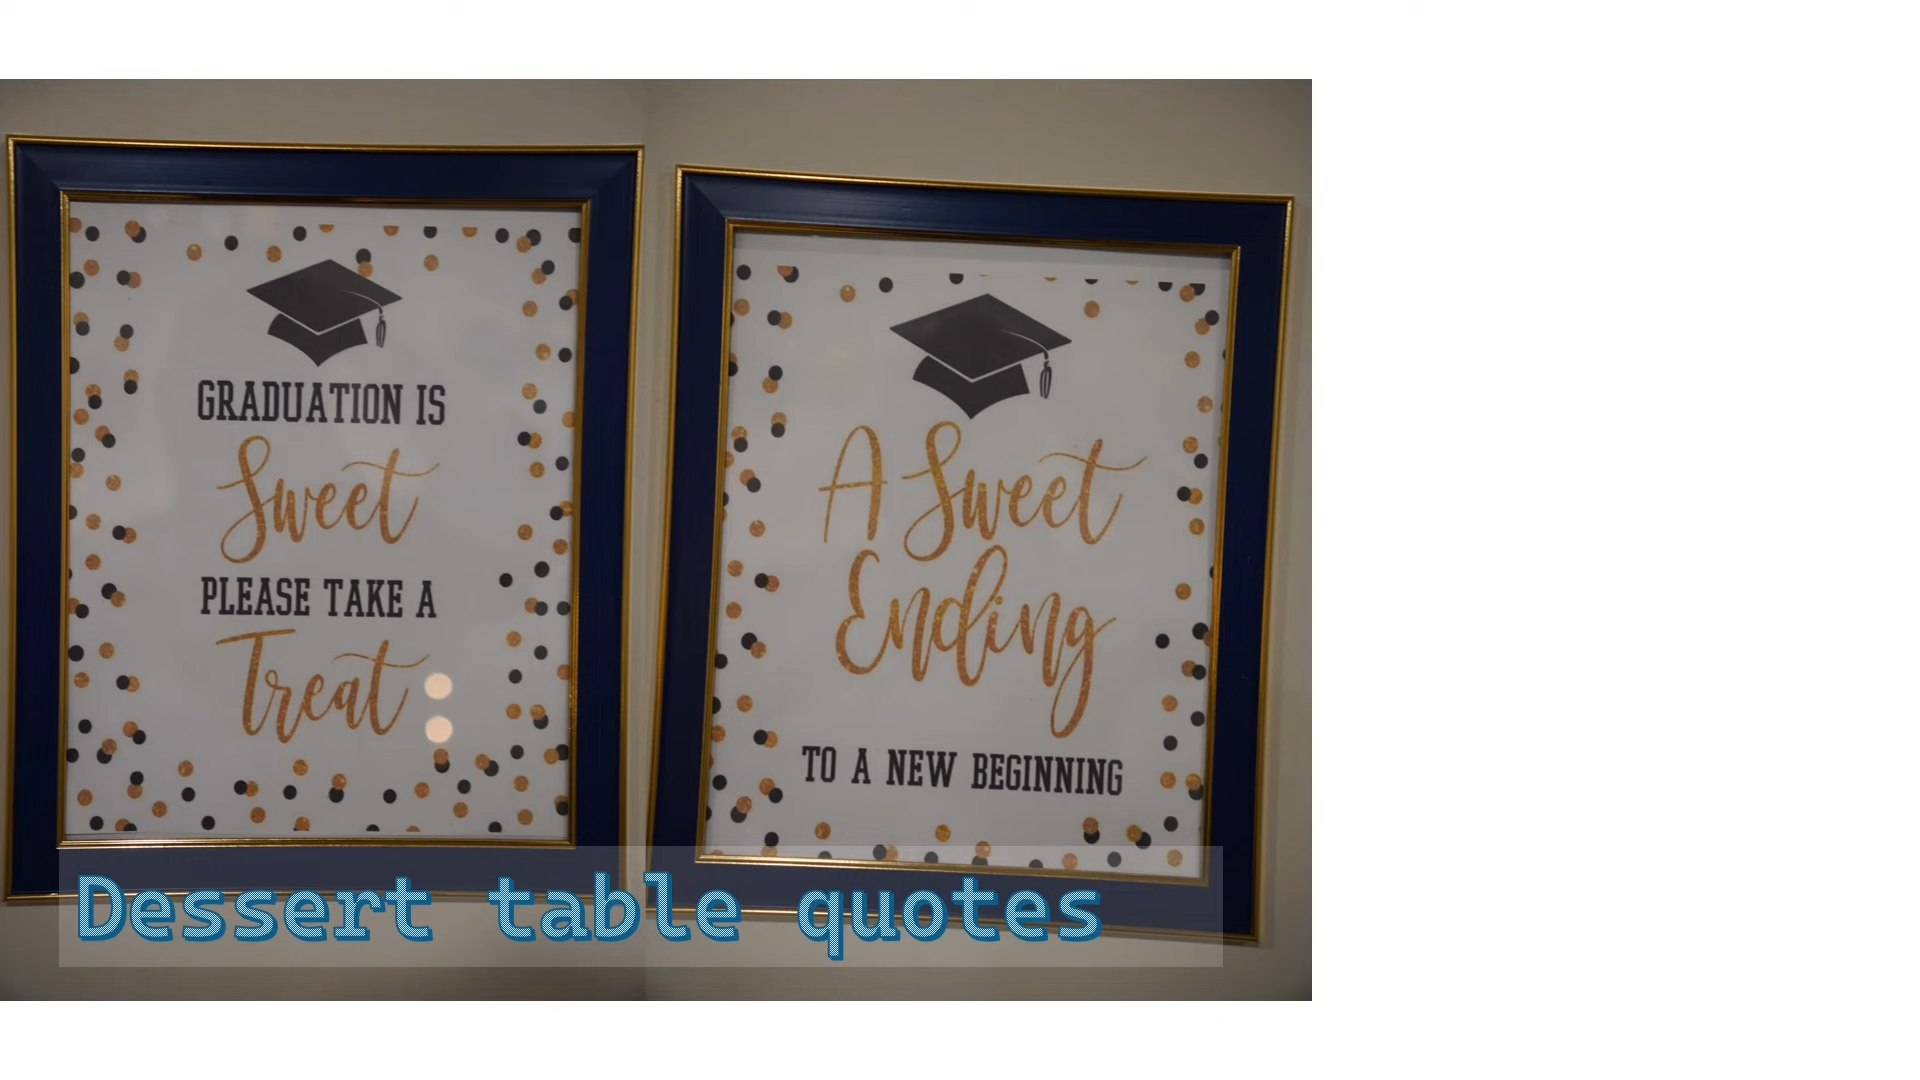 GRADUATION IS
Sweet
PLEASE TAKE A
Treat
A Sweet
Ending
TO A NEW BEGINNING
Dessert table quotes